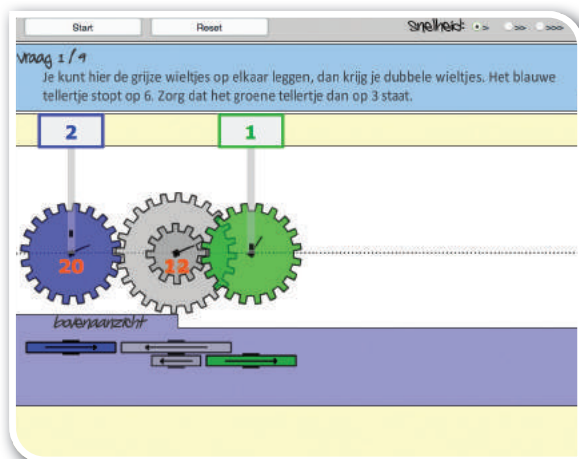 Start Reset Snelheid: > >> >>>
vraag 1/9
Je kunt hier de grijze wieltjes op elkaar leggen, dan krijg je dubbele wieltjes. Het blauwe
tellertje stopt op 6. Zorg dat het groene tellertje dan op 3 staat.
2 1
20 12
bovenaanzicht